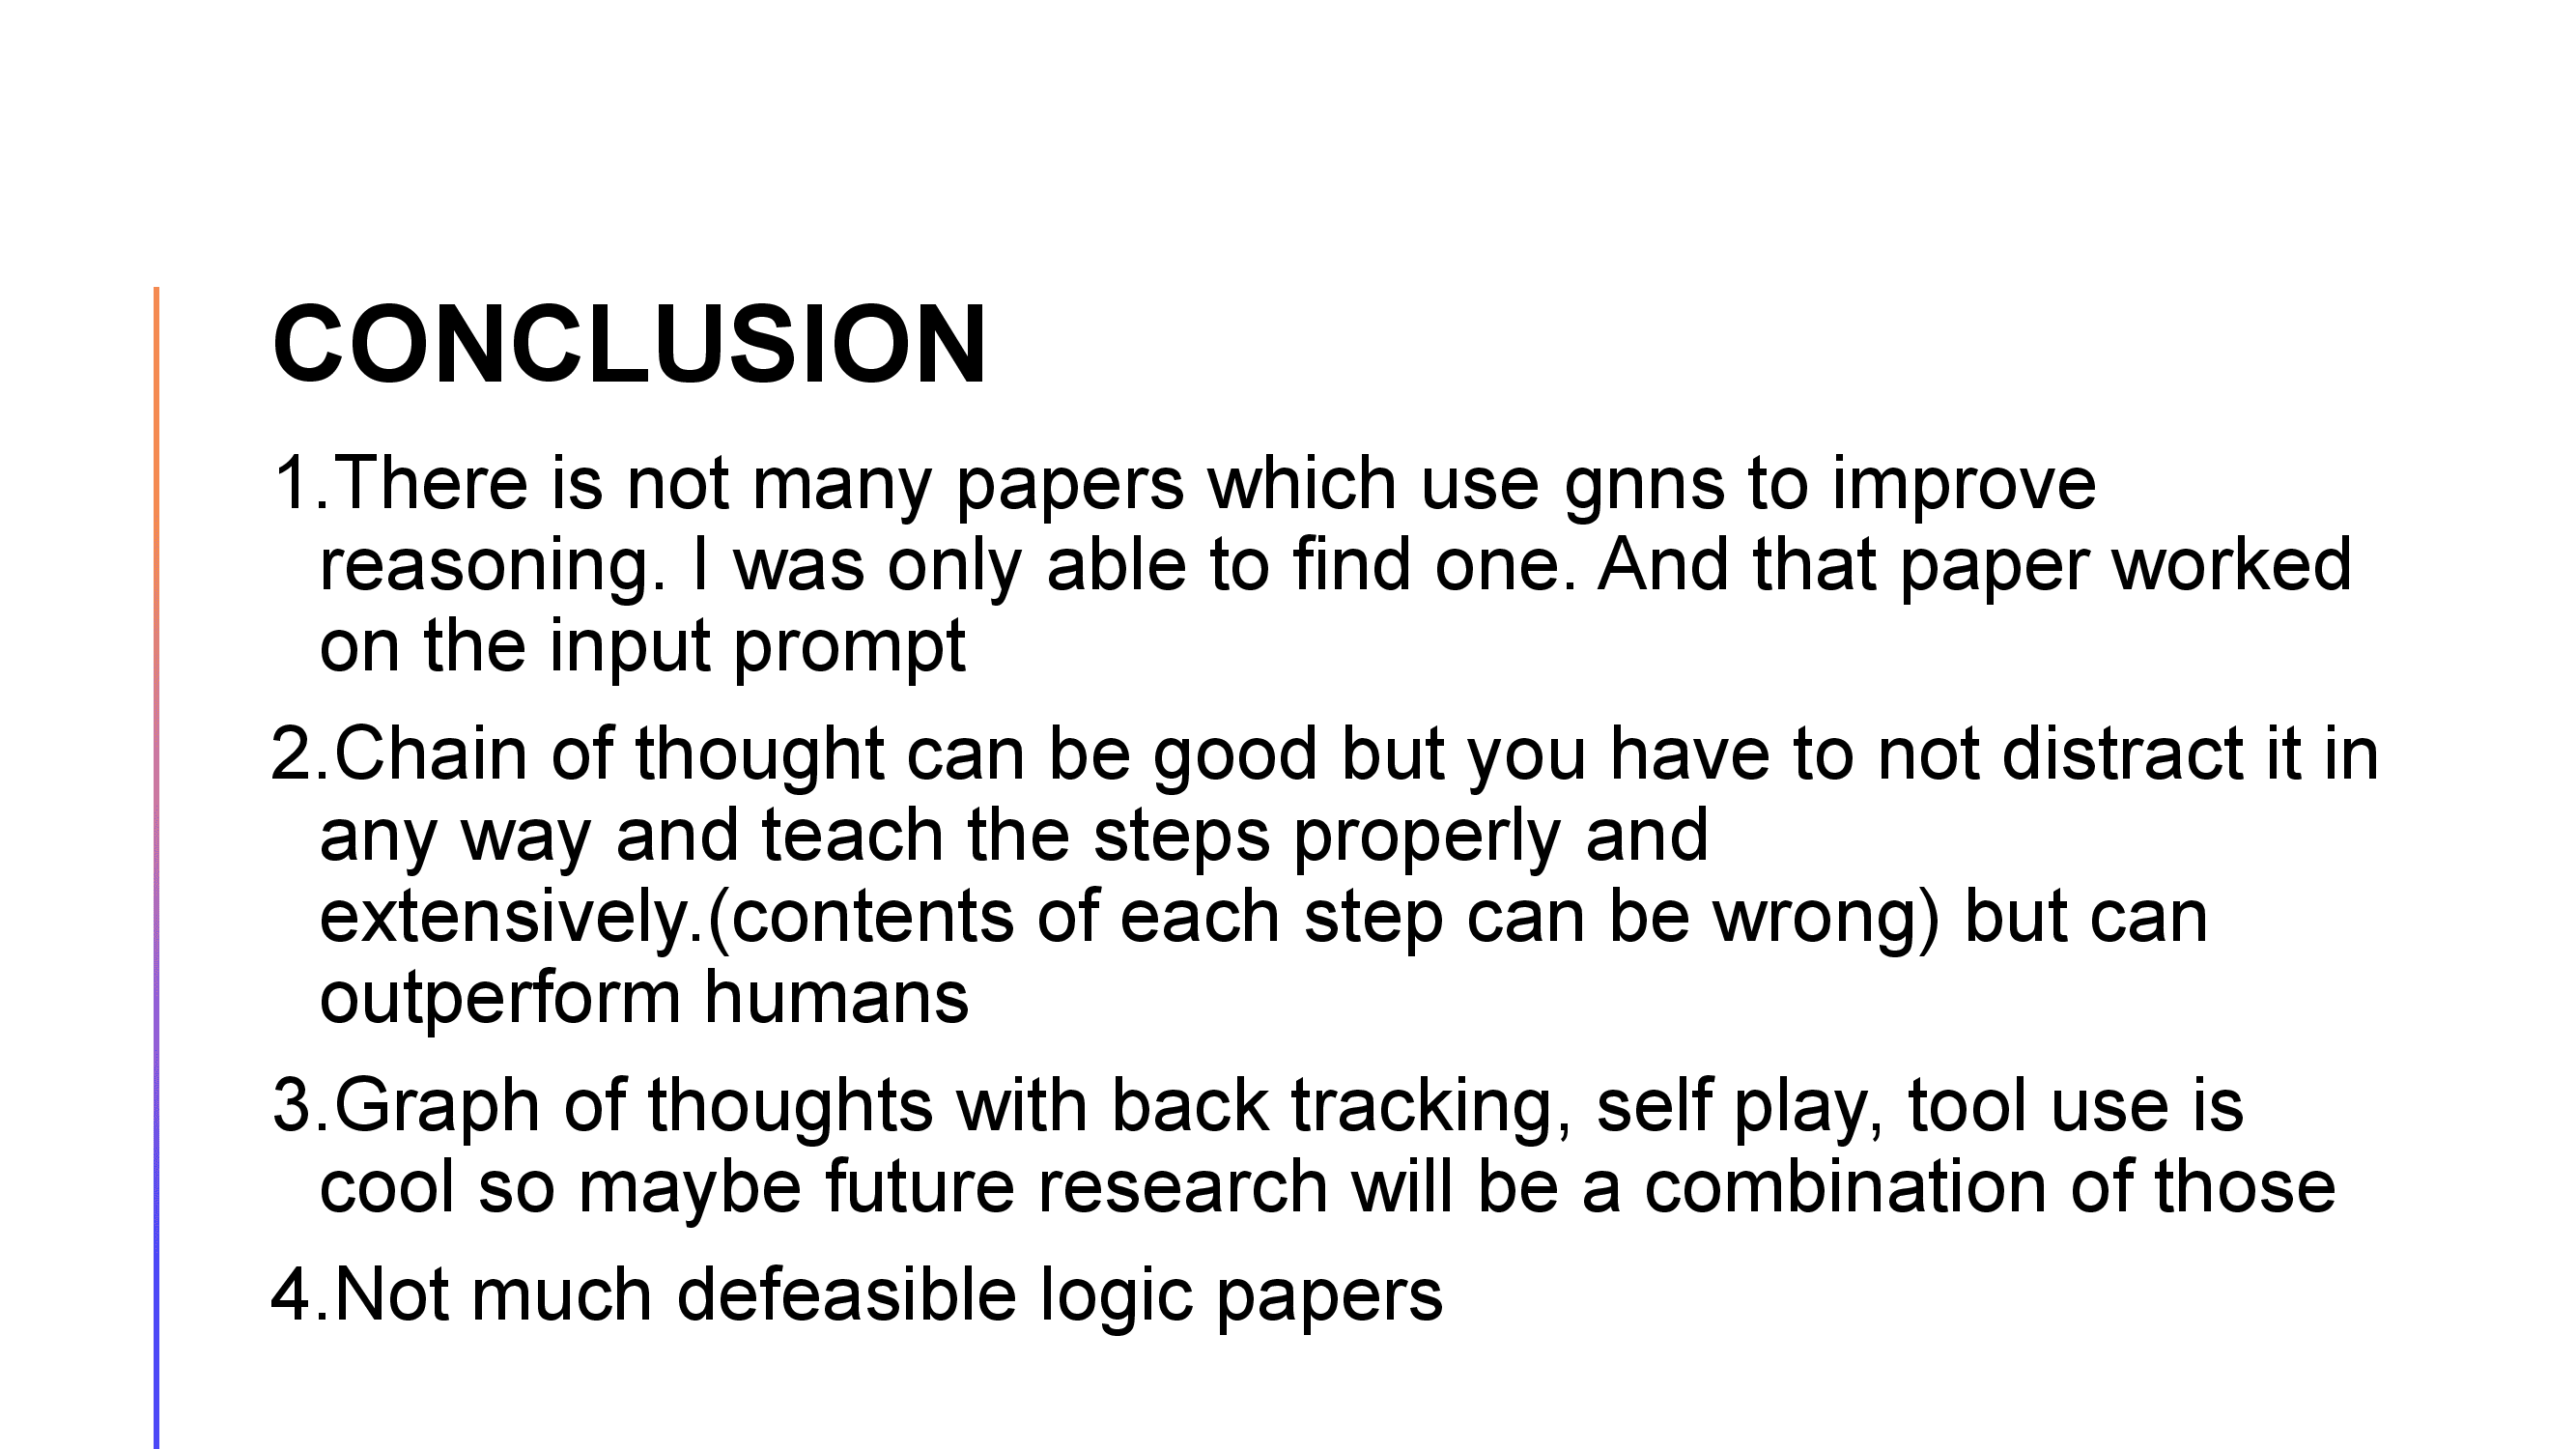 CONCLUSION
1.There is not many papers which use gnns to improve
reasoning. I was only able to find one. And that paper worked
on the input prompt
2.Chain of thought can be good but you have to not distract it in
any way and teach the steps properly and
extensively.(contents of each step can be wrong) but can
outperform humans
3.Graph of thoughts with back tracking, self play, tool use is
cool so maybe future research will be a combination of those
4.Not much defeasible logic papers